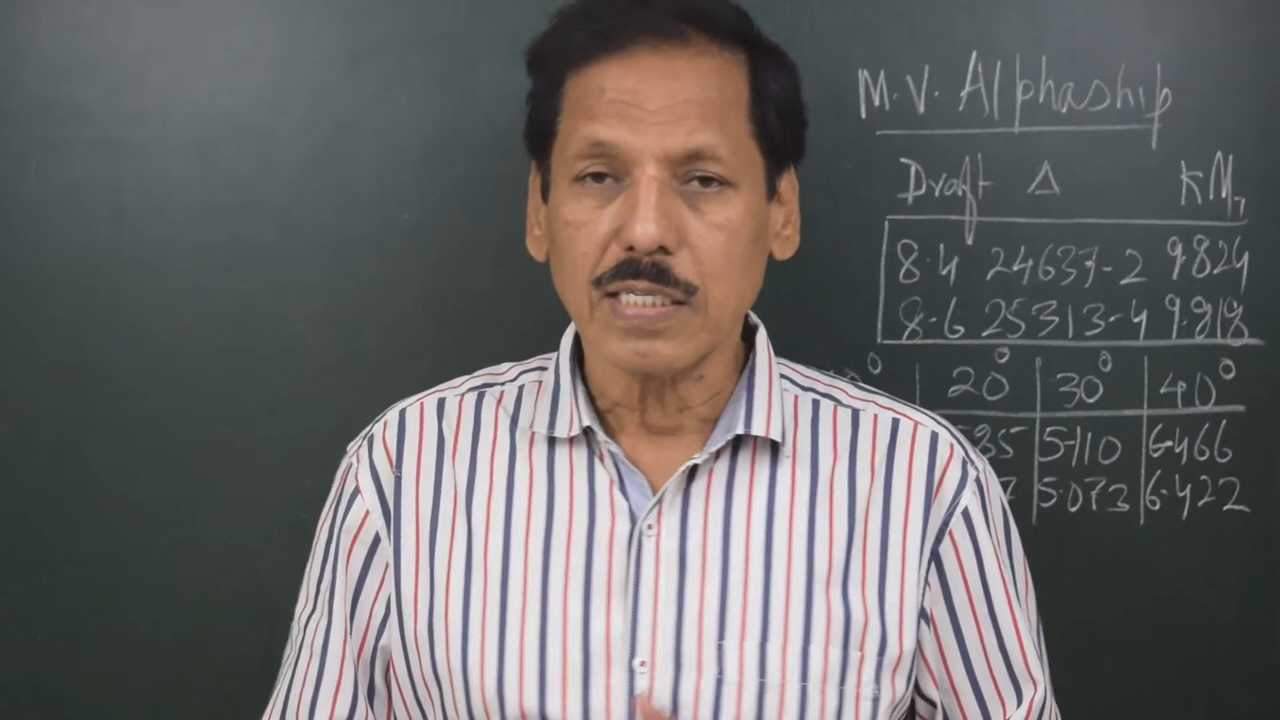 M.V. Alphaship
Draft Δ KM_T
8.4 24637.2 9.824
8.6 25313.4 9.818
20° 30° 40°
5.110 6.466
5.073 6.422